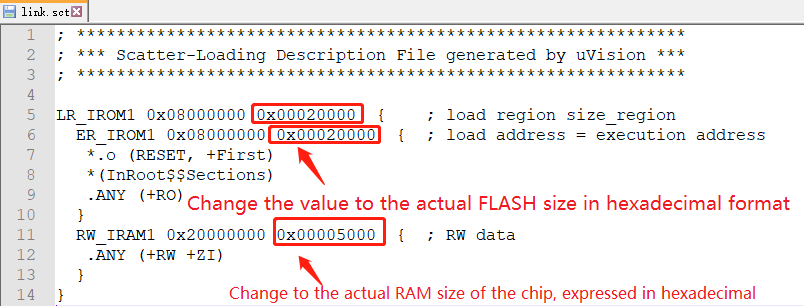 link.sct
1 ; *************************************************************
2 ; *** Scatter-Loading Description File generated by uVision ***
3 ; *************************************************************
4
5 LR_IROM1 0x08000000 0x00020000 { ; load region size_region
6 ER_IROM1 0x08000000 0x00020000 { ; load address = execution address
7 *.o (RESET, +First)
8 *(InRoot$$Sections)
9 .ANY (+RO)
Change the value to the actual FLASH size in hexadecimal format
10 }
11 RW_IRAM1 0x20000000 0x00005000 { ; RW data
12 .ANY (+RW +ZI)
13 }
Change to the actual RAM size of the chip, expressed in hexadecimal
14 }